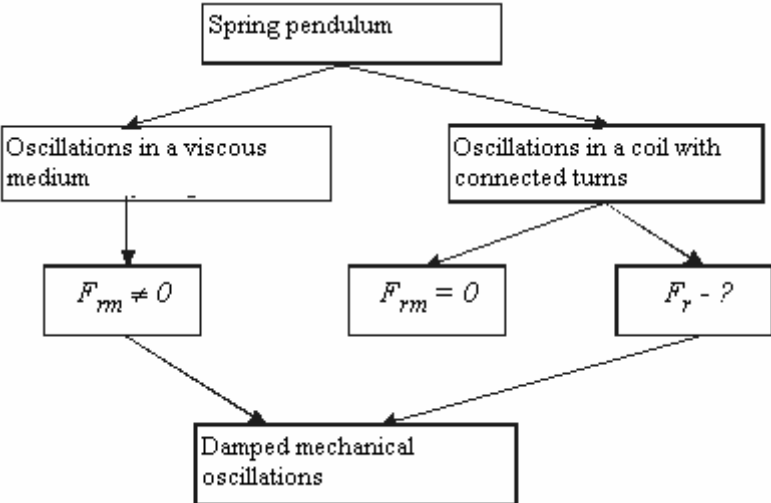 Spring pendulum
Oscillations in a viscous
medium
Oscillations in a coil with
connected turns
F_rm ≠ 0
F_rm = 0
F_r - ?
Damped mechanical
oscillations